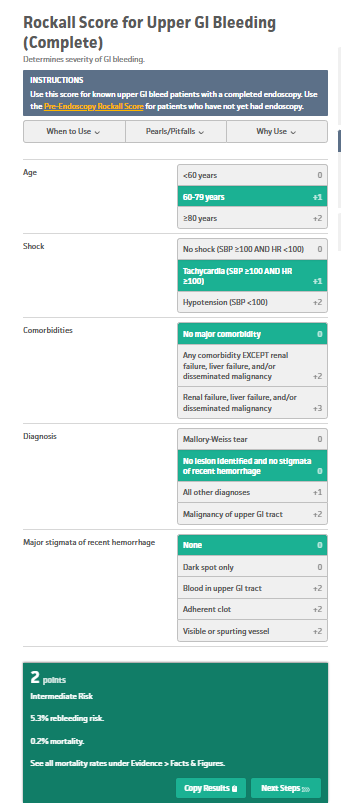 Rockall Score for Upper GI Bleeding
(Complete)
Determines severity of GI bleeding.
INSTRUCTIONS
Use this score for known upper GI bleed patients with a completed endoscopy. Use
the Pre-Endoscopy Rockall Score for patients who have not yet had endoscopy.
When to Use
Pearls/Pitfalls
Why Use
Age
<60 years 0
60-79 years +1
≥80 years +2
Shock
No shock (SBP ≥100 AND HR <100) 0
Tachycardia (SBP ≥100 AND HR
≥100) +1
Hypotension (SBP <100) +2
Comorbidities
No major comorbidity 0
Any comorbidity EXCEPT renal
failure, liver failure, and/or
disseminated malignancy +2
Renal failure, liver failure, and/or
disseminated malignancy +3
Diagnosis
Mallory-Weiss tear 0
No lesion identified and no stigmata
of recent hemorrhage 0
All other diagnoses +1
Malignancy of upper GI tract +2
Major stigmata of recent hemorrhage
None 0
Dark spot only 0
Blood in upper GI tract +2
Adherent clot +2
Visible or spurting vessel +2
2 points
Intermediate Risk
5.3% rebleeding risk.
0.2% mortality.
See all mortality rates under Evidence > Facts & Figures.
Copy Results
Next Steps